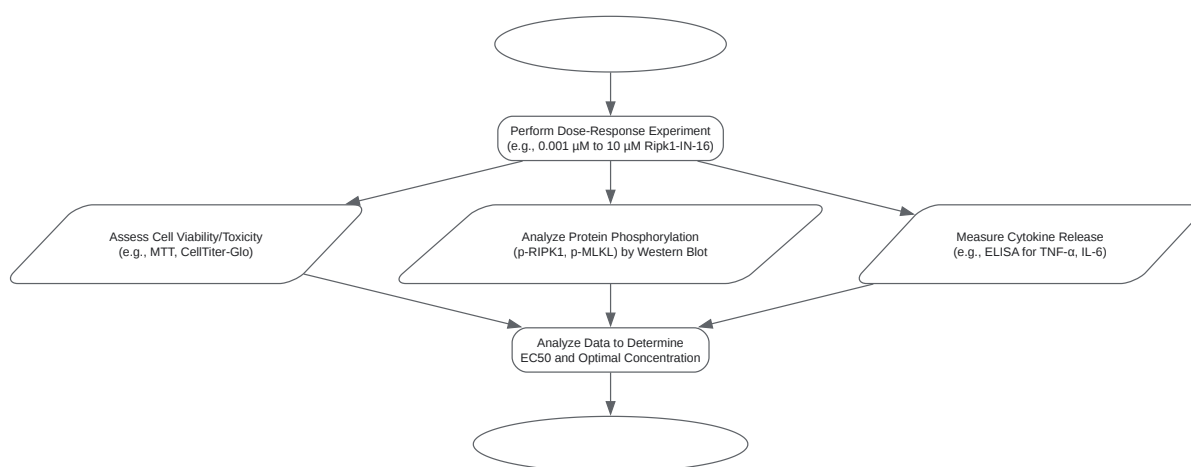 Perform Dose-Response Experiment
(e.g., 0.001 µM to 10 µM Ripk1-IN-16)
Assess Cell Viability/Toxicity
(e.g., MTT, CellTiter-Glo)
Analyze Protein Phosphorylation
(p-RIPK1, p-MLKL) by Western Blot
Measure Cytokine Release
(e.g., ELISA for TNF-α, IL-6)
Analyze Data to Determine
EC50 and Optimal Concentration